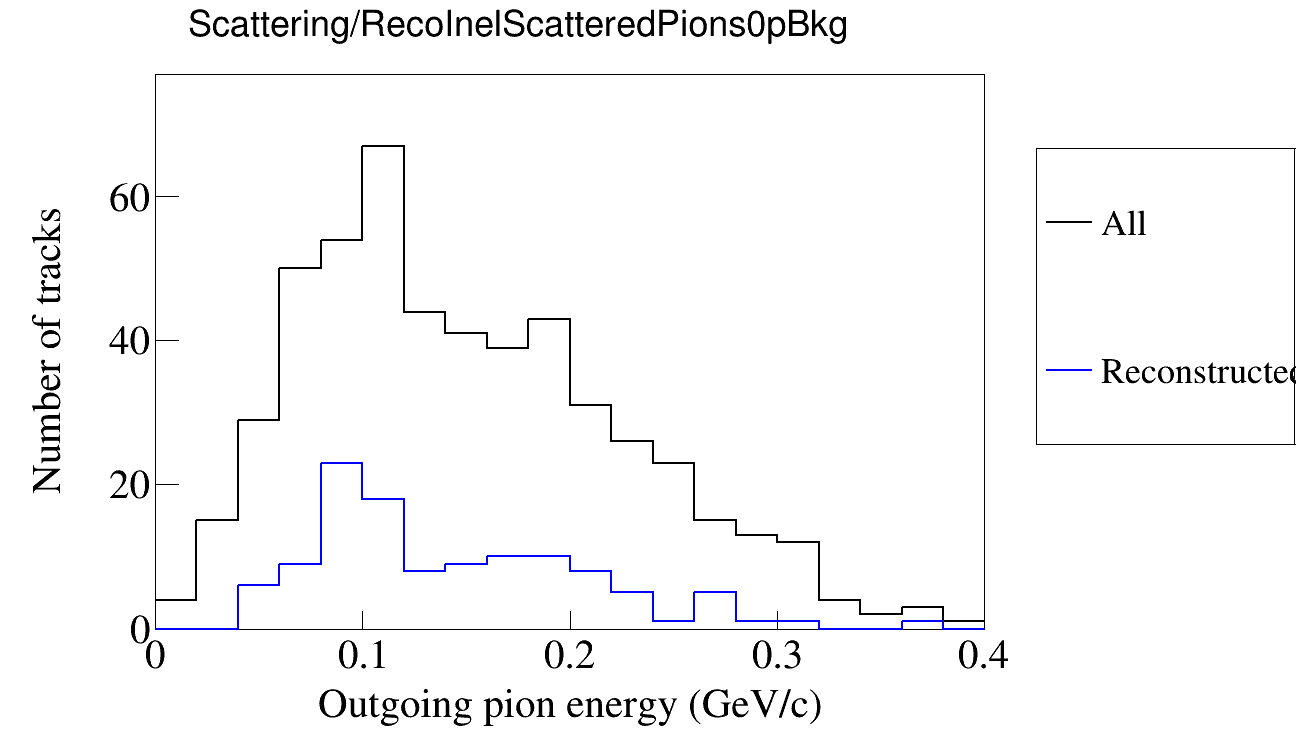 Scattering/RecoInelScatteredPions0pBkg
Number of tracks
60
40
20
0
0 0.1 0.2 0.3 0.4
Outgoing pion energy (GeV/c)
All
Reconstructed